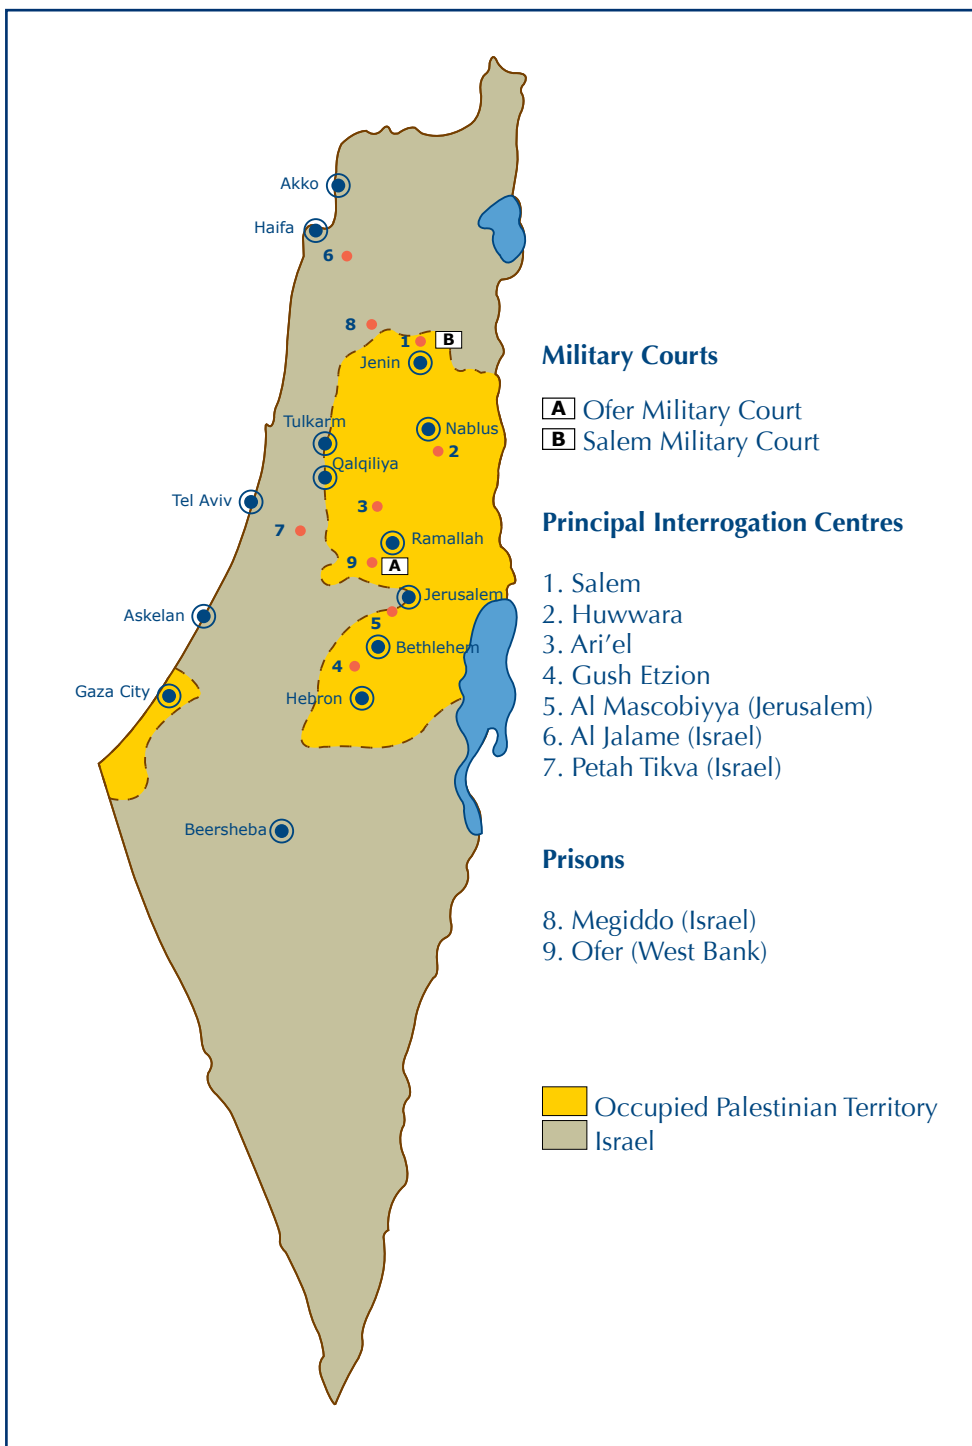 Akko
Haifa
6
8
1 B
Jenin
Tulkarm
Nablus
2
Qalqiliya
Tel Aviv
3
7
Ramallah
9 A
Jerusalem
Askelan
5
Bethlehem
4
Gaza City
Hebron
Beersheba
Military Courts
A Ofer Military Court
B Salem Military Court
Principal Interrogation Centres
1. Salem
2. Huwwara
3. Ari’el
4. Gush Etzion
5. Al Mascobiyya (Jerusalem)
6. Al Jalame (Israel)
7. Petah Tikva (Israel)
Prisons
8. Megiddo (Israel)
9. Ofer (West Bank)
Occupied Palestinian Territory
Israel